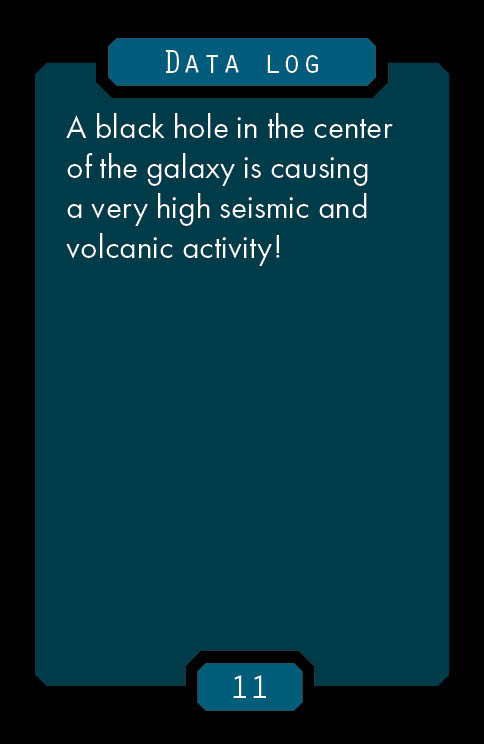 Data log
A black hole in the center
of the galaxy is causing
a very high seismic and
volcanic activity!
11